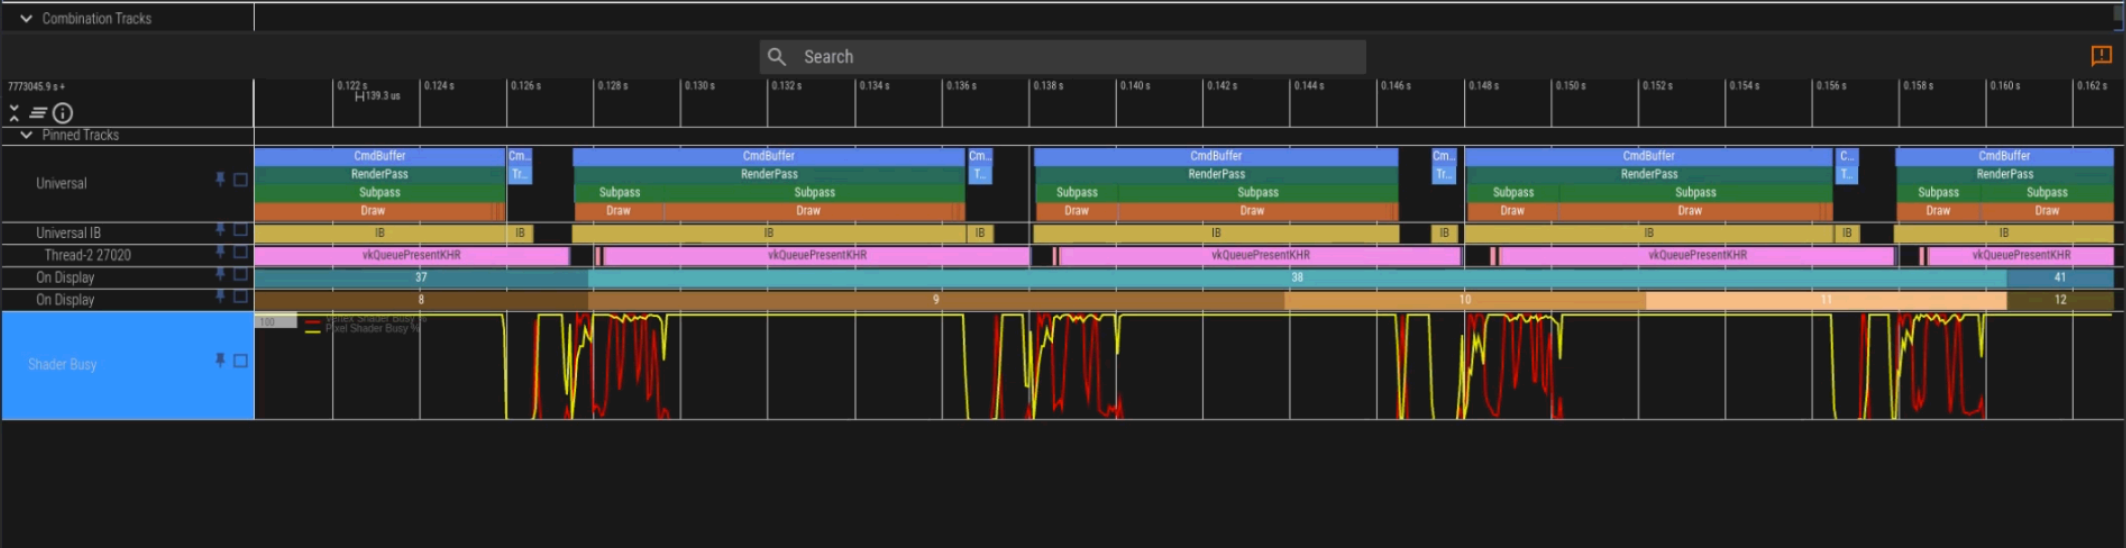 Combination Tracks
Search
7773045.9 s +
0.122 s 0.124 s 0.126 s 0.128 s 0.130 s 0.132 s 0.134 s 0.136 s 0.138 s 0.140 s 0.142 s 0.144 s 0.146 s 0.148 s 0.150 s 0.152 s 0.154 s 0.156 s 0.158 s 0.160 s 0.162 s
139.3 us
Pinned Tracks
CmdBuffer Cm... CmdBuffer Cm... CmdBuffer Cm... CmdBuffer C... CmdBuffer
Universal
RenderPass Tr... RenderPass T... RenderPass Tr... RenderPass T... RenderPass
Subpass Subpass Subpass Subpass Subpass Subpass Subpass Subpass Subpass
Draw Draw Draw Draw Draw Draw Draw Draw Draw
Universal IB IB IB IB IB IB IB IB IB IB
Thread-2 27020 vkQueuePresentKHR vkQueuePresentKHR vkQueuePresentKHR vkQueuePresentKHR vkQueuePresentKHR
On Display 37 38 41
On Display 8 9 10 11 12
100
Vertex Shader Busy %
Pixel Shader Busy %
Shader Busy